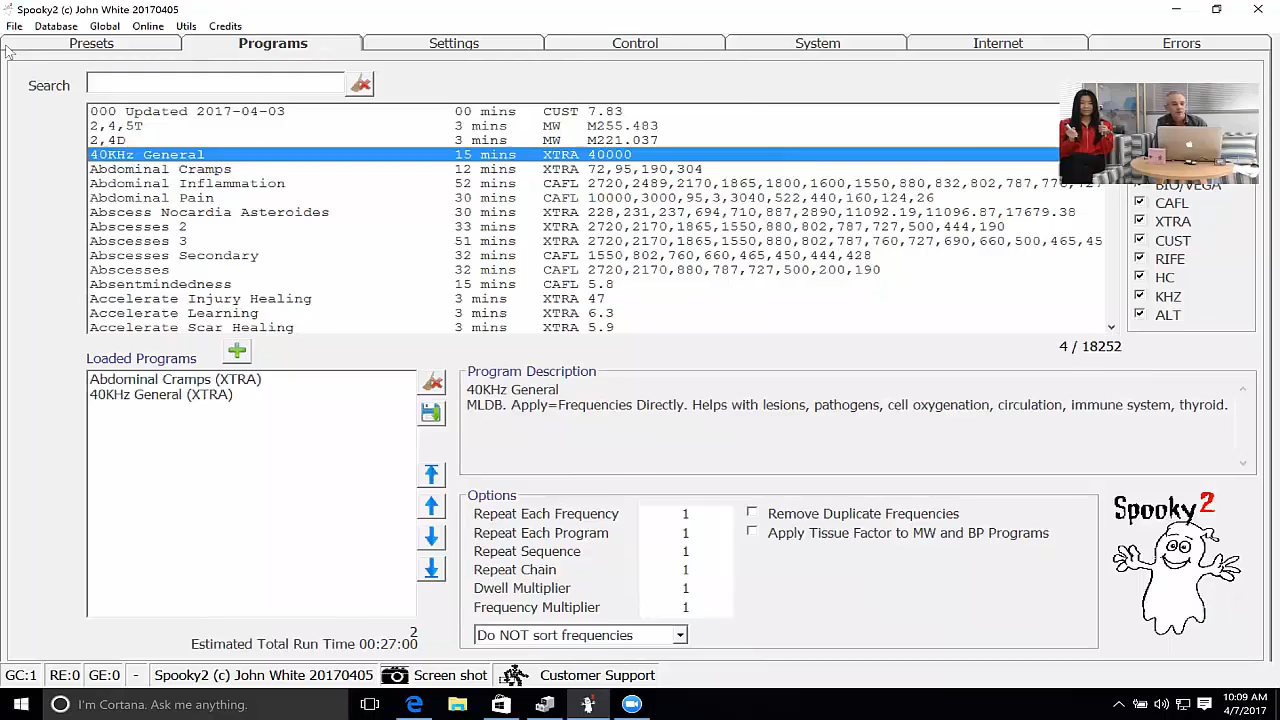 Spooky2 (c) John White 20170405
File Database Global Online Utils Credits
Presets Programs Settings Control System Internet Errors
Search
000 Updated 2017-04-03 00 mins CUST 7.83
2,4,5T 3 mins MW M255.483
2,4D 3 mins MW M221.037
40KHz General 15 mins XTRA 40000
Abdominal Cramps 12 mins XTRA 72,95,190,304
Abdominal Inflammation 52 mins CAFL 2720,2489,2170,1865,1800,1600,1550,880,832,802,787,776,727
BIO/VEGA
Abdominal Pain 30 mins CAFL 10000,3000,95,3,3040,522,440,160,124,26
CAFL
Abscess Nocardia Asteroides 30 mins XTRA 228,231,237,694,710,887,2890,11092.19,11096.87,17679.38
XTRA
Abscesses 2 33 mins XTRA 2720,2170,1865,1550,880,802,787,727,500,444,190
Abscesses 3 51 mins XTRA 2720,2170,1865,1550,880,802,787,760,727,690,660,500,465,45
CUST
Abscesses Secondary 32 mins CAFL 1550,802,760,660,465,450,444,428
RIFE
Abscesses 32 mins CAFL 2720,2170,880,787,727,500,200,190
HC
Absentmindedness 15 mins CAFL 5.8
Accelerate Injury Healing 3 mins XTRA 47
KHZ
Accelerate Learning 3 mins XTRA 6.3
ALT
Accelerate Scar Healing 3 mins XTRA 5.9
4 / 18252
Loaded Programs
Abdominal Cramps (XTRA)
40KHz General (XTRA)
Program Description
40KHz General
MLDB. Apply=Frequencies Directly. Helps with lesions, pathogens, cell oxygenation, circulation, immune system, thyroid.
Options
Repeat Each Frequency 1
Repeat Each Program 1
Repeat Sequence 1
Repeat Chain 1
Dwell Multiplier 1
Frequency Multiplier 1
Do NOT sort frequencies
Remove Duplicate Frequencies
Apply Tissue Factor to MW and BP Programs
Spooky2
2
Estimated Total Run Time 00:27:00
GC:1 RE:0 GE:0 - Spooky2 (c) John White 20170405 Screen shot Customer Support
I'm Cortana. Ask me anything.
10:09 AM
4/7/2017